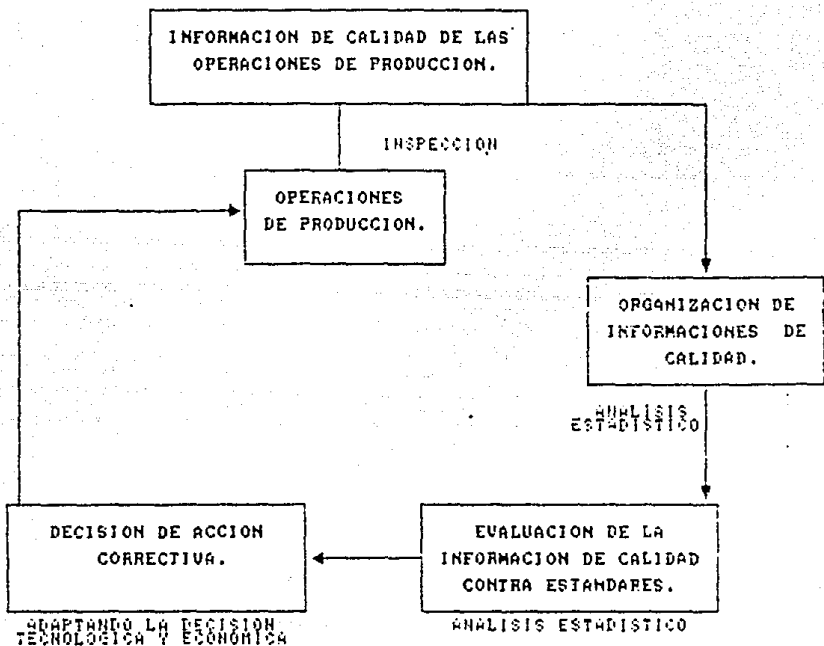 INFORMACION DE CALIDAD DE LAS
OPERACIONES DE PRODUCCION.
INSPECCION
OPERACIONES
DE PRODUCCION.
ORGANIZACION DE
INFORMACIONES DE
CALIDAD.
ANALISIS
ESTADISTICO
EVALUACION DE LA
INFORMACION DE CALIDAD
CONTRA ESTANDARES.
ANALISIS ESTADISTICO
DECISION DE ACCION
CORRECTIVA.
ADAPTANDO LA DECISION
TECNOLOGICA Y ECONOMICA